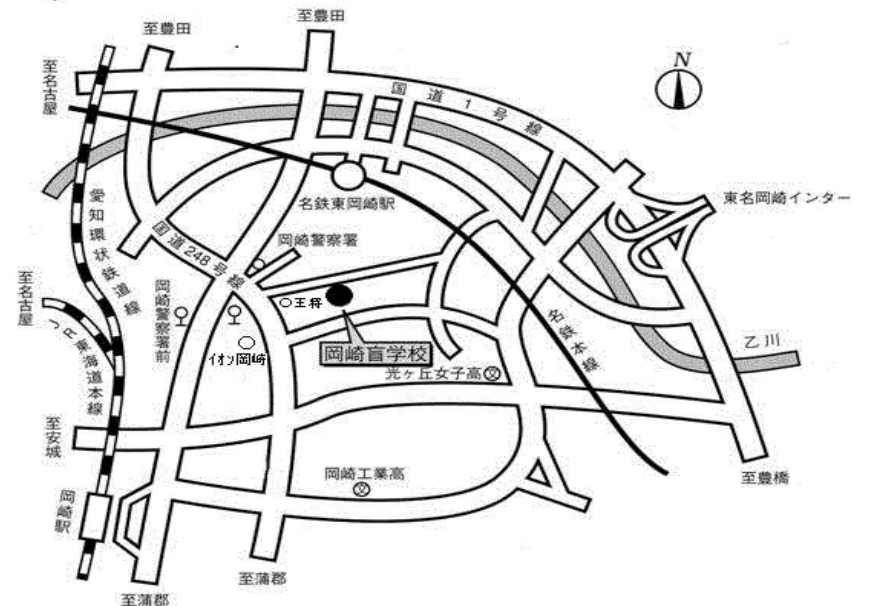 至豊田
至豊田
至名古屋
国道1号線
N
東名岡崎インター
名鉄東岡崎駅
愛知環状鉄道線
国道248号線
岡崎警察署
至名古屋
JR東海道本線
岡崎警察署前
王将
イオン岡崎
岡崎盲学校
名鉄本線
乙川
光ヶ丘女子高
文
至安城
岡崎工業高
文
至豊橋
岡崎駅
至蒲郡
至蒲郡